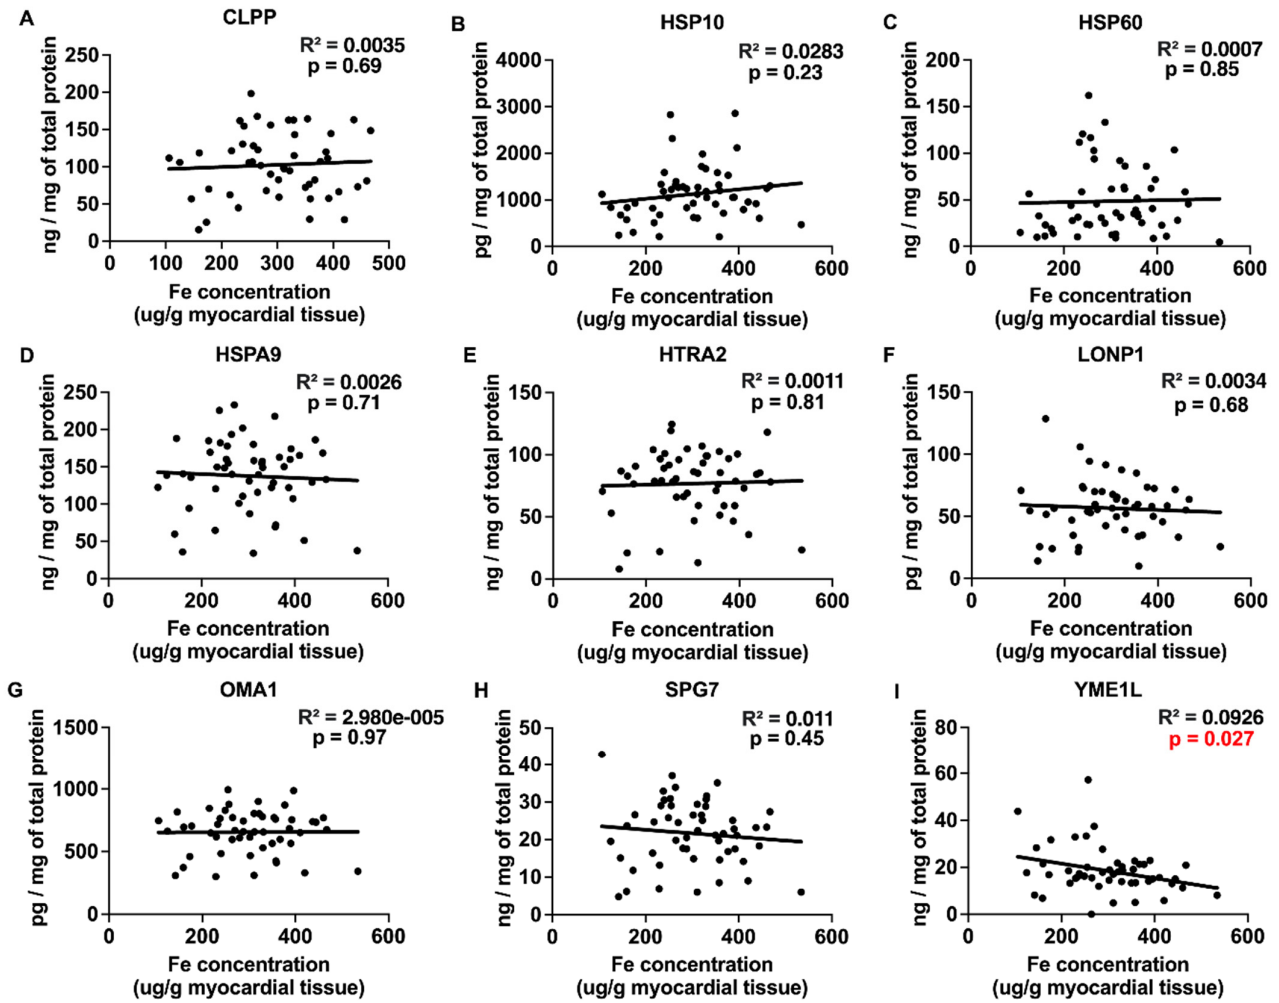 A
CLPP
R² = 0.0035
p = 0.69
ng / mg of total protein
250
200
150
100
50
0
0 100 200 300 400 500
Fe concentration
(ug/g myocardial tissue)
B
HSP10
R² = 0.0283
p = 0.23
pg / mg of total protein
4000
3000
2000
1000
0
0 200 400 600
Fe concentration
(ug/g myocardial tissue)
C
HSP60
R² = 0.0007
p = 0.85
ng / mg of total protein
200
150
100
50
0
0 200 400 600
Fe concentration
(ug/g myocardial tissue)
D
HSPA9
R² = 0.0026
p = 0.71
ng / mg of total protein
250
200
150
100
50
0
0 200 400 600
Fe concentration
(ug/g myocardial tissue)
E
HTRA2
R² = 0.0011
p = 0.81
ng / mg of total protein
150
100
50
0
0 200 400 600
Fe concentration
(ug/g myocardial tissue)
F
LONP1
R² = 0.0034
p = 0.68
pg / mg of total protein
150
100
50
0
0 200 400 600
Fe concentration
(ug/g myocardial tissue)
G
OMA1
R² = 2.980e-005
p = 0.97
pg / mg of total protein
1500
1000
500
0
0 200 400 600
Fe concentration
(ug/g myocardial tissue)
H
SPG7
R² = 0.011
p = 0.45
ng / mg of total protein
50
40
30
20
10
0
0 200 400 600
Fe concentration
(ug/g myocardial tissue)
I
YME1L
R² = 0.0926
p = 0.027
ng / mg of total protein
80
60
40
20
0
0 200 400 600
Fe concentration
(ug/g myocardial tissue)